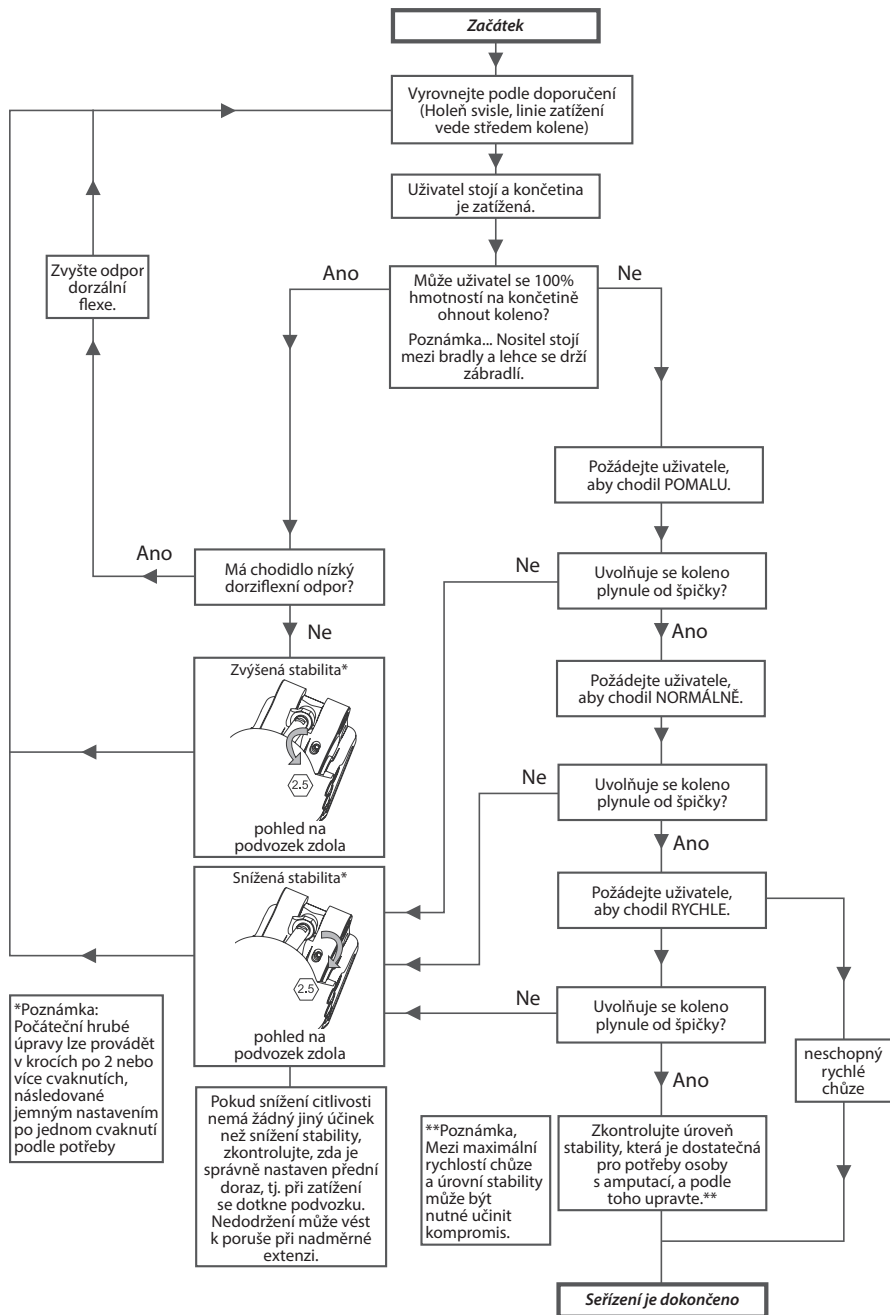 Začátek
Vyrovnejte podle doporučení
(Holeň svisle, linie zatížení
vede středem kolene)
Uživatel stojí a končetina
je zatížená.
Může uživatel se 100%
hmotností na končetině
ohnout koleno?
Poznámka... Nositel stojí
mezi bradly a lehce se drží
zábradlí.
Ano
Ne
Zvyšte odpor
dorzální
flexe.
Má chodidlo nízký
dorziflexní odpor?
Ano
Ne
Zvýšená stabilita*
2.5
pohled na
podvozek zdola
Snížená stabilita*
2.5
pohled na
podvozek zdola
Požádejte uživatele,
aby chodil POMALU.
Uvolňuje se koleno
plynule od špičky?
Ne
Ano
Požádejte uživatele,
aby chodil NORMÁLNĚ.
Uvolňuje se koleno
plynule od špičky?
Ne
Ano
Požádejte uživatele,
aby chodil RYCHLE.
Uvolňuje se koleno
plynule od špičky?
Ne
Ano
neschopný
rychlé
chůze
*Poznámka:
Počáteční hrubé
úpravy lze provádět
v krocích po 2 nebo
více cvaknutích,
následované
jemným nastavením
po jednom cvaknutí
podle potřeby
Pokud snížení citlivosti
nemá žádný jiný účinek
než snížení stability,
zkontrolujte, zda je
správně nastaven přední
doraz, tj. při zatížení
se dotkne podvozku.
Nedodržení může vést
k poruše při nadměrné
extenzi.
**Poznámka,
Mezi maximální
rychlostí chůze
a úrovní stability
může být
nutné učinit
kompromis.
Zkontrolujte úroveň
stability, která je dostatečná
pro potřeby osoby
s amputací, a podle
toho upravte.**
Seřízení je dokončeno